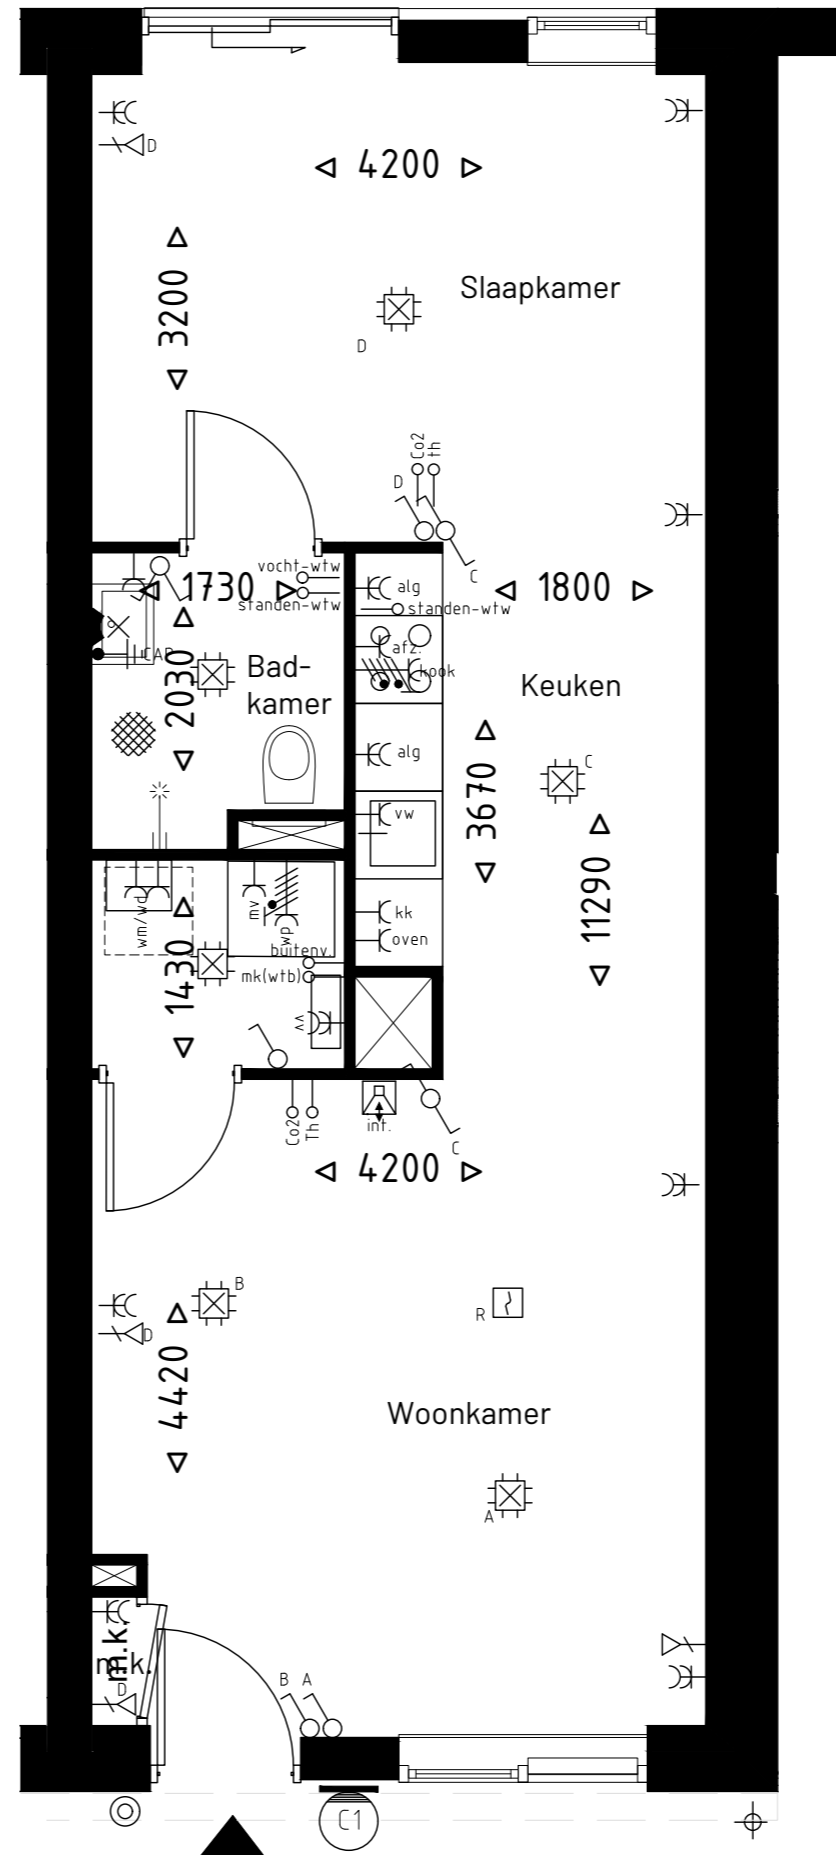 D
4200
3200
Slaapkamer
D
Co2
th
D
C
vocht-wtw
1730
standen-wtw
alg
standen-wtw
1800
afz.
CAP
kook
2030
Bad-
kamer
Keuken
alg
C
3670
vw
11290
kk
oven
wm/wd
mv
wp
1430
buitenv.
mk(wtb)
Co2
Th
int.
C
4200
B
R
D
4420
Woonkamer
A
m.k.
m.k.
D
B A
C1